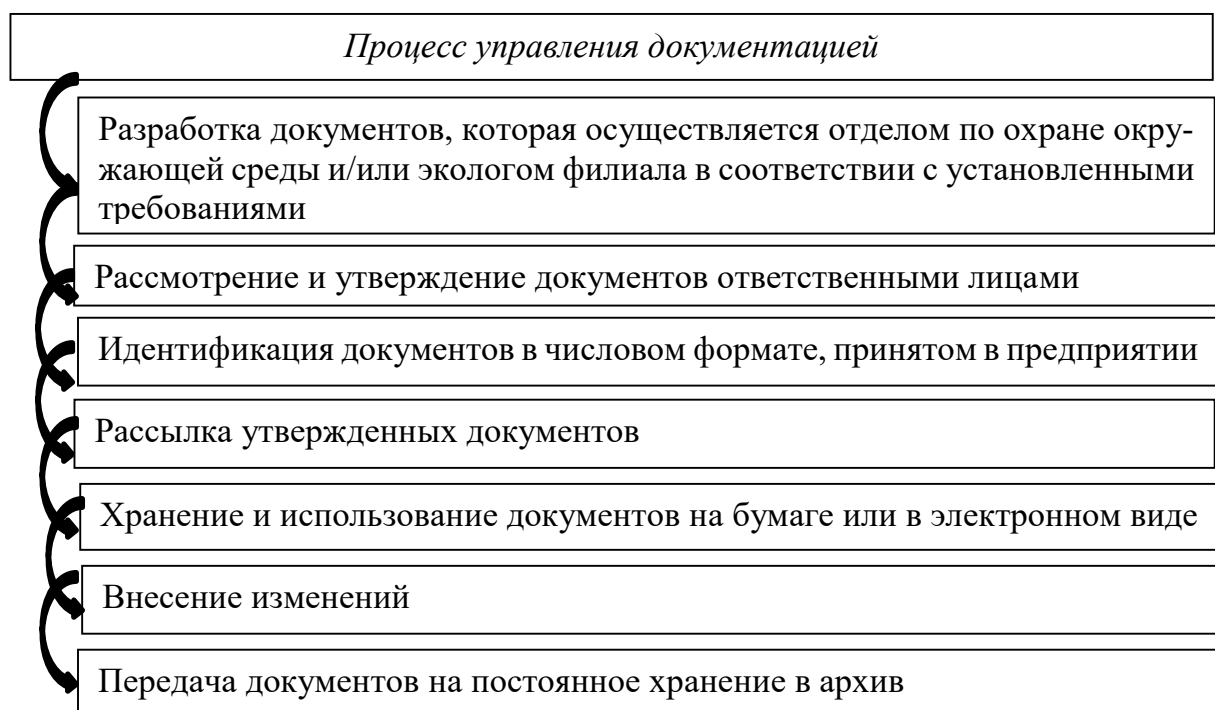 Процесс управления документацией
Разработка документов, которая осуществляется отделом по охране окру-
жающей среды и/или экологом филиала в соответствии с установленными
требованиями
Рассмотрение и утверждение документов ответственными лицами
Идентификация документов в числовом формате, принятом в предприятии
Рассылка утвержденных документов
Хранение и использование документов на бумаге или в электронном виде
Внесение изменений
Передача документов на постоянное хранение в архив